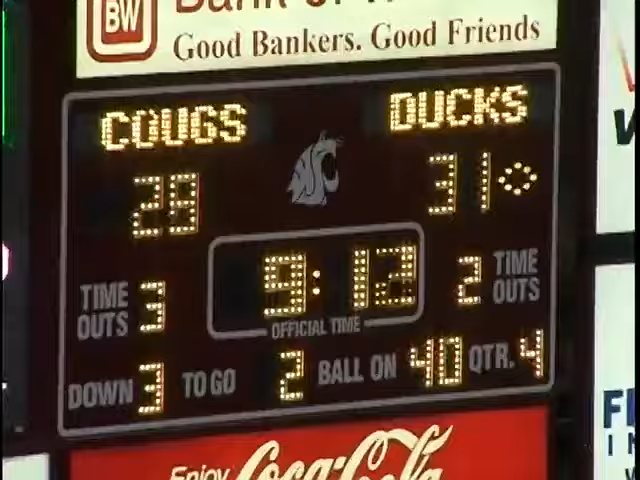 BW
Good Bankers. Good Friends
COUGS DUCKS
28 31
9:12
TIME OUTS 3
2 TIME OUTS
OFFICIAL TIME
DOWN 3 TO GO 2 BALL ON 40 QTR. 4
Enjoy
Coca-Cola